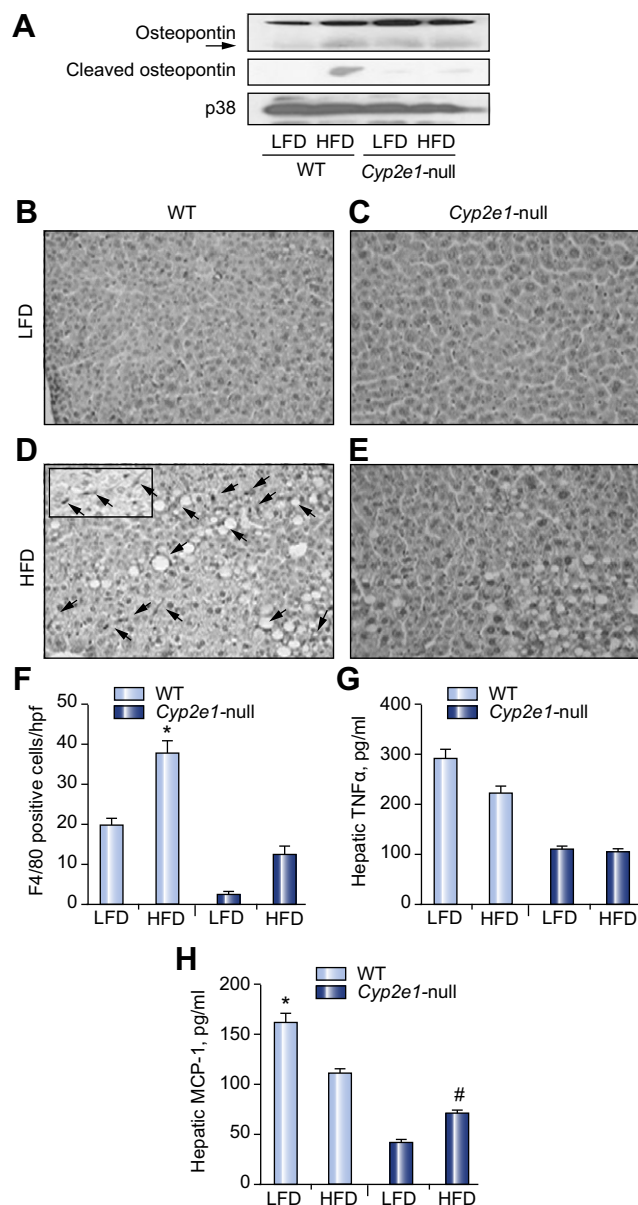 A
Osteopontin
Cleaved osteopontin
p38
LFD HFD LFD HFD
WT Cyp2e1-null
B WT C Cyp2e1-null
LFD
D E
HFD
F G
WT
Cyp2e1-null
F4/80 positive cells/hpf
50
40
30
20
10
0
*
LFD HFD LFD HFD
WT
Cyp2e1-null
Hepatic TNFα, pg/ml
400
300
200
100
0
LFD HFD LFD HFD
H
WT
Cyp2e1-null
Hepatic MCP-1, pg/ml
200
150
100
50
0
*
#
LFD HFD LFD HFD